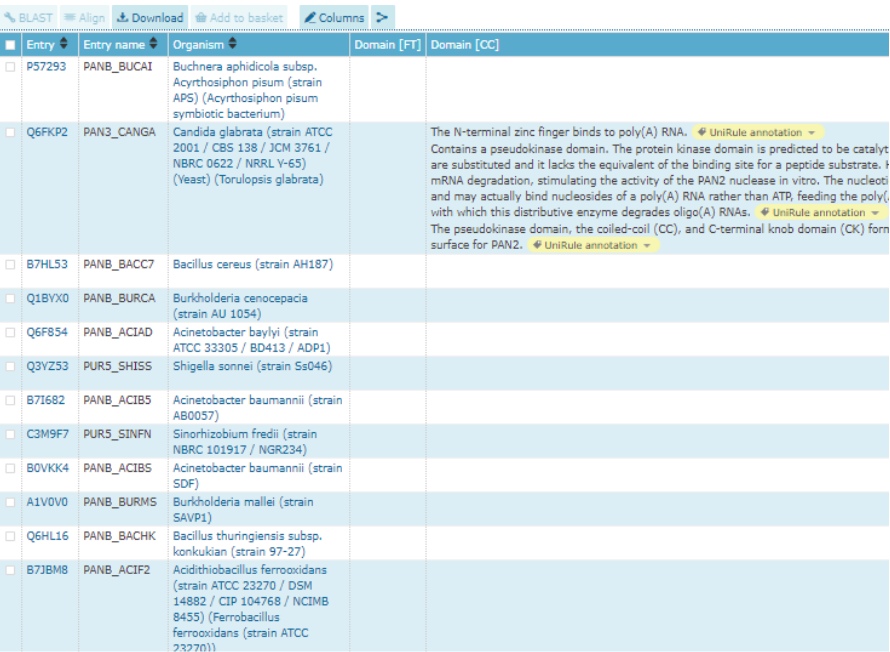 BLAST Align Download Add to basket Columns
Entry Entry name Organism Domain [FT] Domain [CC]
P57293 PANB_BUCAI Buchnera aphidicola subsp.
Acyrthosiphon pisum (strain
APS) (Acyrthosiphon pisum
symbiotic bacterium)
Q6FKP2 PAN3_CANGA Candida glabrata (strain ATCC The N-terminal zinc finger binds to poly(A) RNA. UniRule annotation
2001 / CBS 138 / JCM 3761 / Contains a pseudokinase domain. The protein kinase domain is predicted to be catalyt
NBRC 0622 / NRRL Y-65) are substituted and it lacks the equivalent of the binding site for a peptide substrate. H
(Yeast) (Torulopsis glabrata) mRNA degradation, stimulating the activity of the PAN2 nuclease in vitro. The nucleoti
and may actually bind nucleosides of a poly(A) RNA rather than ATP, feeding the poly(
with which this distributive enzyme degrades oligo(A) RNAs. UniRule annotation
The pseudokinase domain, the coiled-coil (CC), and C-terminal knob domain (CK) form
surface for PAN2. UniRule annotation
B7HL53 PANB_BACC7 Bacillus cereus (strain AH187)
Q1BYX0 PANB_BURCA Burkholderia cenocepacia
(strain AU 1054)
Q6F854 PANB_ACIAD Acinetobacter baylyi (strain
ATCC 33305 / BD413 / ADP1)
Q3YZ53 PUR5_SHISS Shigella sonnei (strain Ss046)
B7I682 PANB_ACIB5 Acinetobacter baumannii (strain
AB0057)
C3M9F7 PUR5_SINFN Sinorhizobium fredii (strain
NBRC 101917 / NGR234)
B0VKK4 PANB_ACIBS Acinetobacter baumannii (strain
SDF)
A1V0V0 PANB_BURMS Burkholderia mallei (strain
SAVP1)
Q6HL16 PANB_BACHK Bacillus thuringiensis subsp.
konkukian (strain 97-27)
B7JBM8 PANB_ACIF2 Acidithiobacillus ferrooxidans
(strain ATCC 23270 / DSM
14882 / CIP 104768 / NCIMB
8455) (Ferrobacillus
ferrooxidans (strain ATCC
23270))